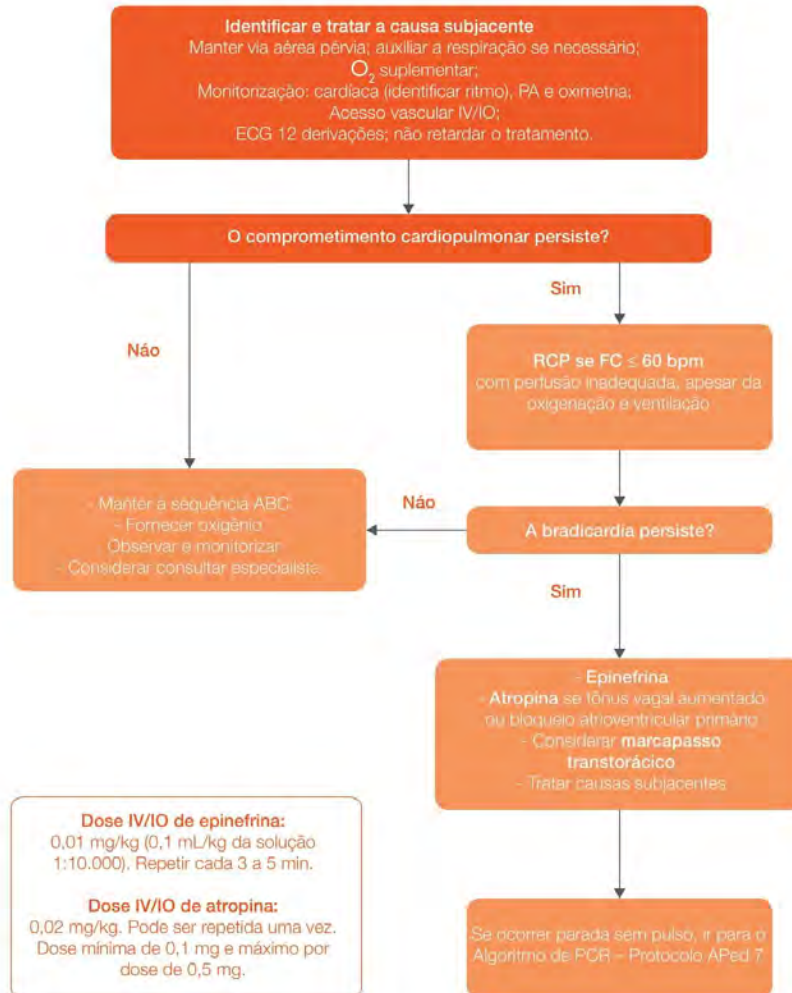 Identificar e tratar a causa subjacente
Manter via aérea pérvia; auxiliar a respiração se necessário;
O₂ suplementar;
Monitorização: cardíaca (identificar ritmo), PA e oximetria;
Acesso vascular IV/IO;
ECG 12 derivações; não retardar o tratamento.
O comprometimento cardiopulmonar persiste?
Sim
Náo
RCP se FC ≤ 60 bpm
com perfusão inadequada, apesar da
oxigenação e ventilação
- Manter a sequência ABC
- Fornecer oxigênio
Observar e monitorizar
- Considerar consultar especialista
Náo
A bradicardia persiste?
Sim
- Epinefrina
- Atropina se tônus vagal aumentado
ou bloqueio atrioventricular primário
- Considerar marcapasso
transtorácico
- Tratar causas subjacentes
Dose IV/IO de epinefrina:
0,01 mg/kg (0,1 mL/kg da solução
1:10.000). Repetir cada 3 a 5 min.
Dose IV/IO de atropina:
0,02 mg/kg. Pode ser repetida uma vez.
Dose mínima de 0,1 mg e máximo por
dose de 0,5 mg.
Se ocorrer parada sem pulso, ir para o
Algoritmo de PCR – Protocolo APed 7